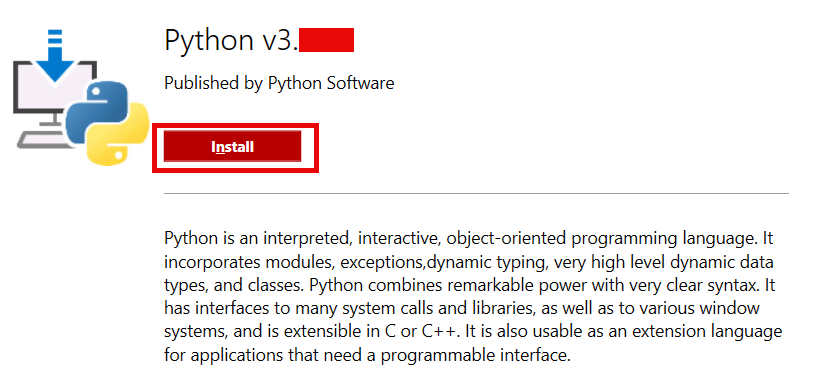 Python v3.
Published by Python Software
Install
Python is an interpreted, interactive, object-oriented programming language. It
incorporates modules, exceptions,dynamic typing, very high level dynamic data
types, and classes. Python combines remarkable power with very clear syntax. It
has interfaces to many system calls and libraries, as well as to various window
systems, and is extensible in C or C++. It is also usable as an extension language
for applications that need a programmable interface.